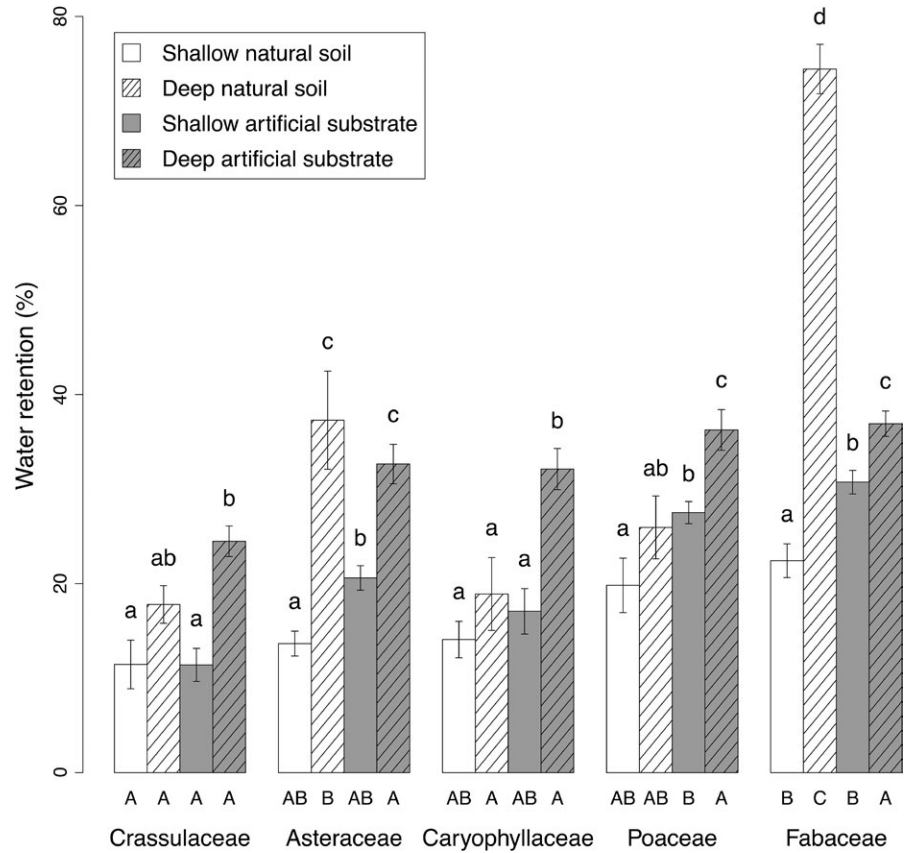 80
60
40
20
0
Water retention (%)
Shallow natural soil
Deep natural soil
Shallow artificial substrate
Deep artificial substrate
a ab a b
a c b c
a a a b
a ab b c
a d b c
A A A A
AB B AB A
AB A AB A
AB AB B A
B C B A
Crassulaceae Asteraceae Caryophyllaceae Poaceae Fabaceae